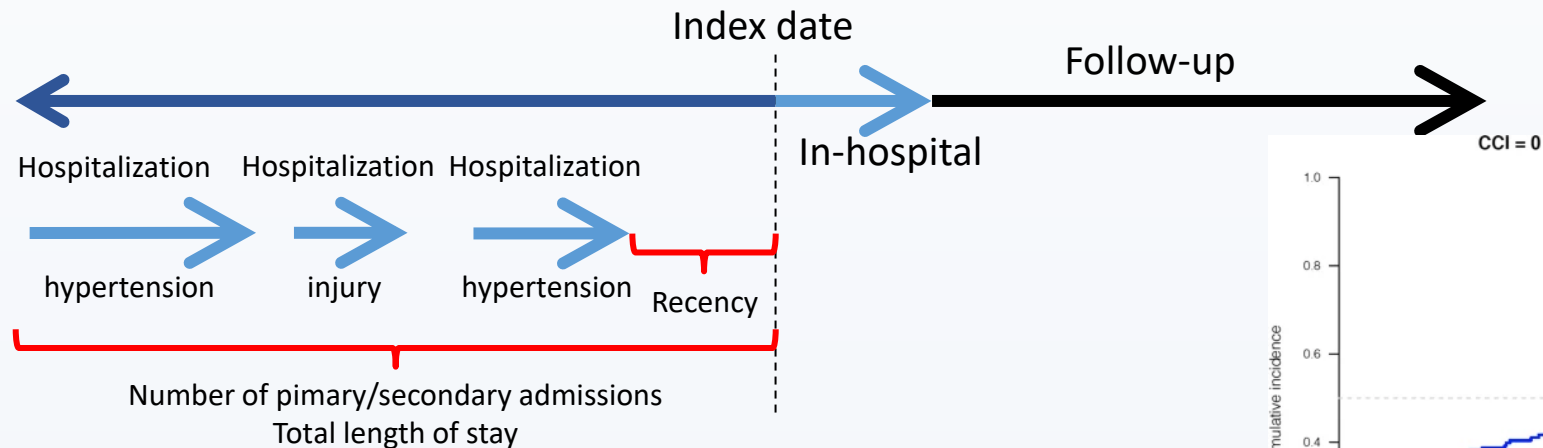 Index date
Follow-up
In-hospital
Hospitalization Hospitalization Hospitalization
hypertension injury hypertension
Recency
Number of pimary/secondary admissions
Total length of stay
CCI = 0
1.0
0.8
0.6
0.4
incidence